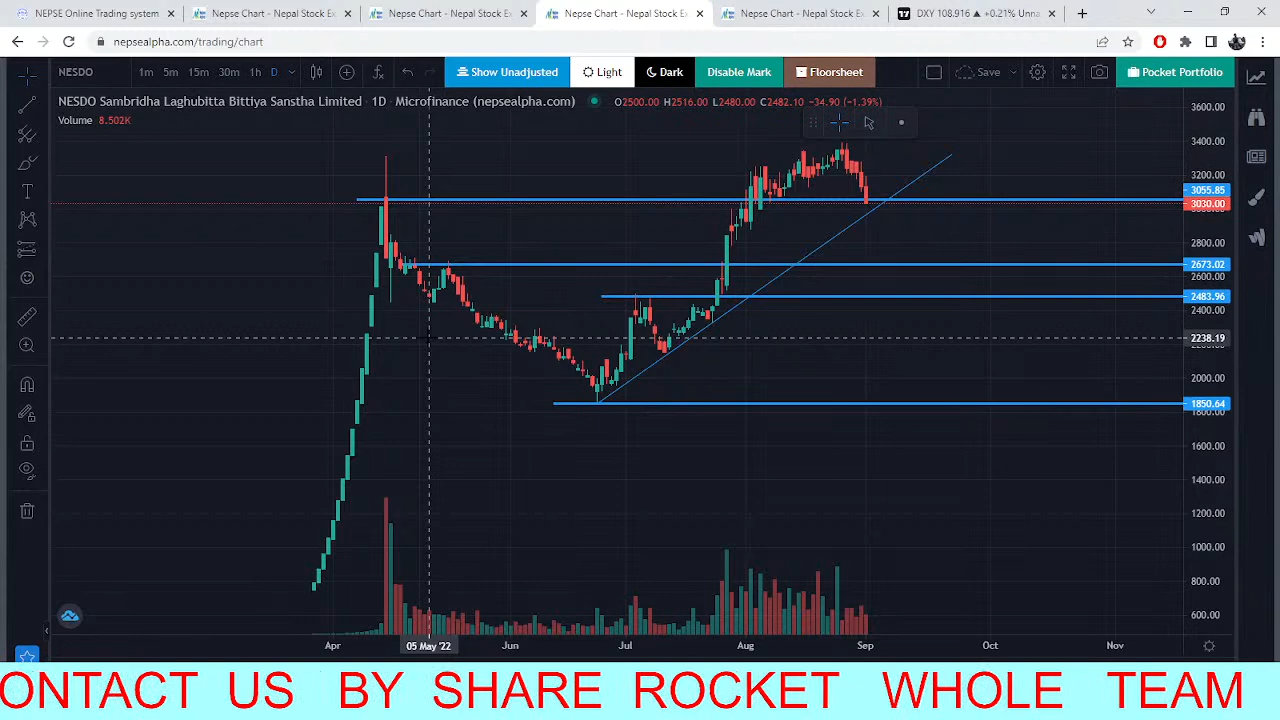 NEPSE Online Trading system
Nepse Chart - Nepal Stock Ex
Nepse Chart - Nepal Stock Ex
Nepse Chart - Nepal Stock Ex
Nepse Chart - Nepal Stock Ex
DXY 108.916 ▲ +0.21% Unna
nepsealpha.com/trading/chart
NESDO 1m 5m 15m 30m 1h D Show Unadjusted Light Dark Disable Mark Floorsheet Save Pocket Portfolio
NESDO Sambridha Laghubitta Bittiya Sanstha Limited · 1D · Microfinance (nepsealpha.com) O2500.00 H2516.00 L2480.00 C2482.10 −34.90 (−1.39%)
Volume 8.502K
3600.00
3400.00
3200.00
3055.85
3030.00
2800.00
2673.02
2600.00
2483.96
2400.00
2238.19
2000.00
1850.64
1800.00
1600.00
1400.00
1200.00
1000.00
800.00
600.00
Apr 05 May '22 Jun Jul Aug Sep Oct Nov
ONTACT US BY SHARE ROCKET WHOLE TEAM